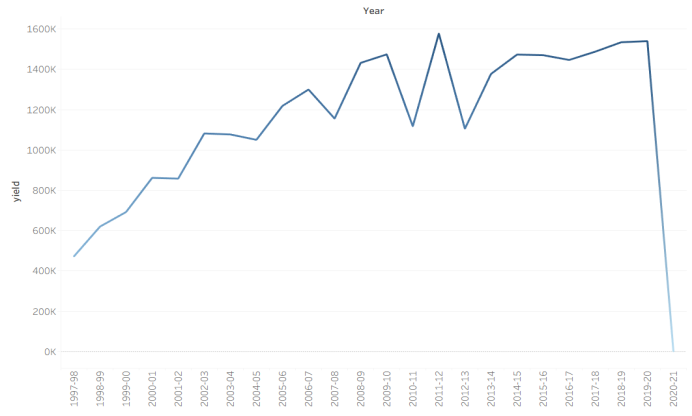 Year
1600K
1400K
1200K
1000K
800K
600K
400K
200K
0K
yield
1997-98
1998-99
1999-00
2000-01
2001-02
2002-03
2003-04
2004-05
2005-06
2006-07
2007-08
2008-09
2009-10
2010-11
2011-12
2012-13
2013-14
2014-15
2015-16
2016-17
2017-18
2018-19
2019-20
2020-21